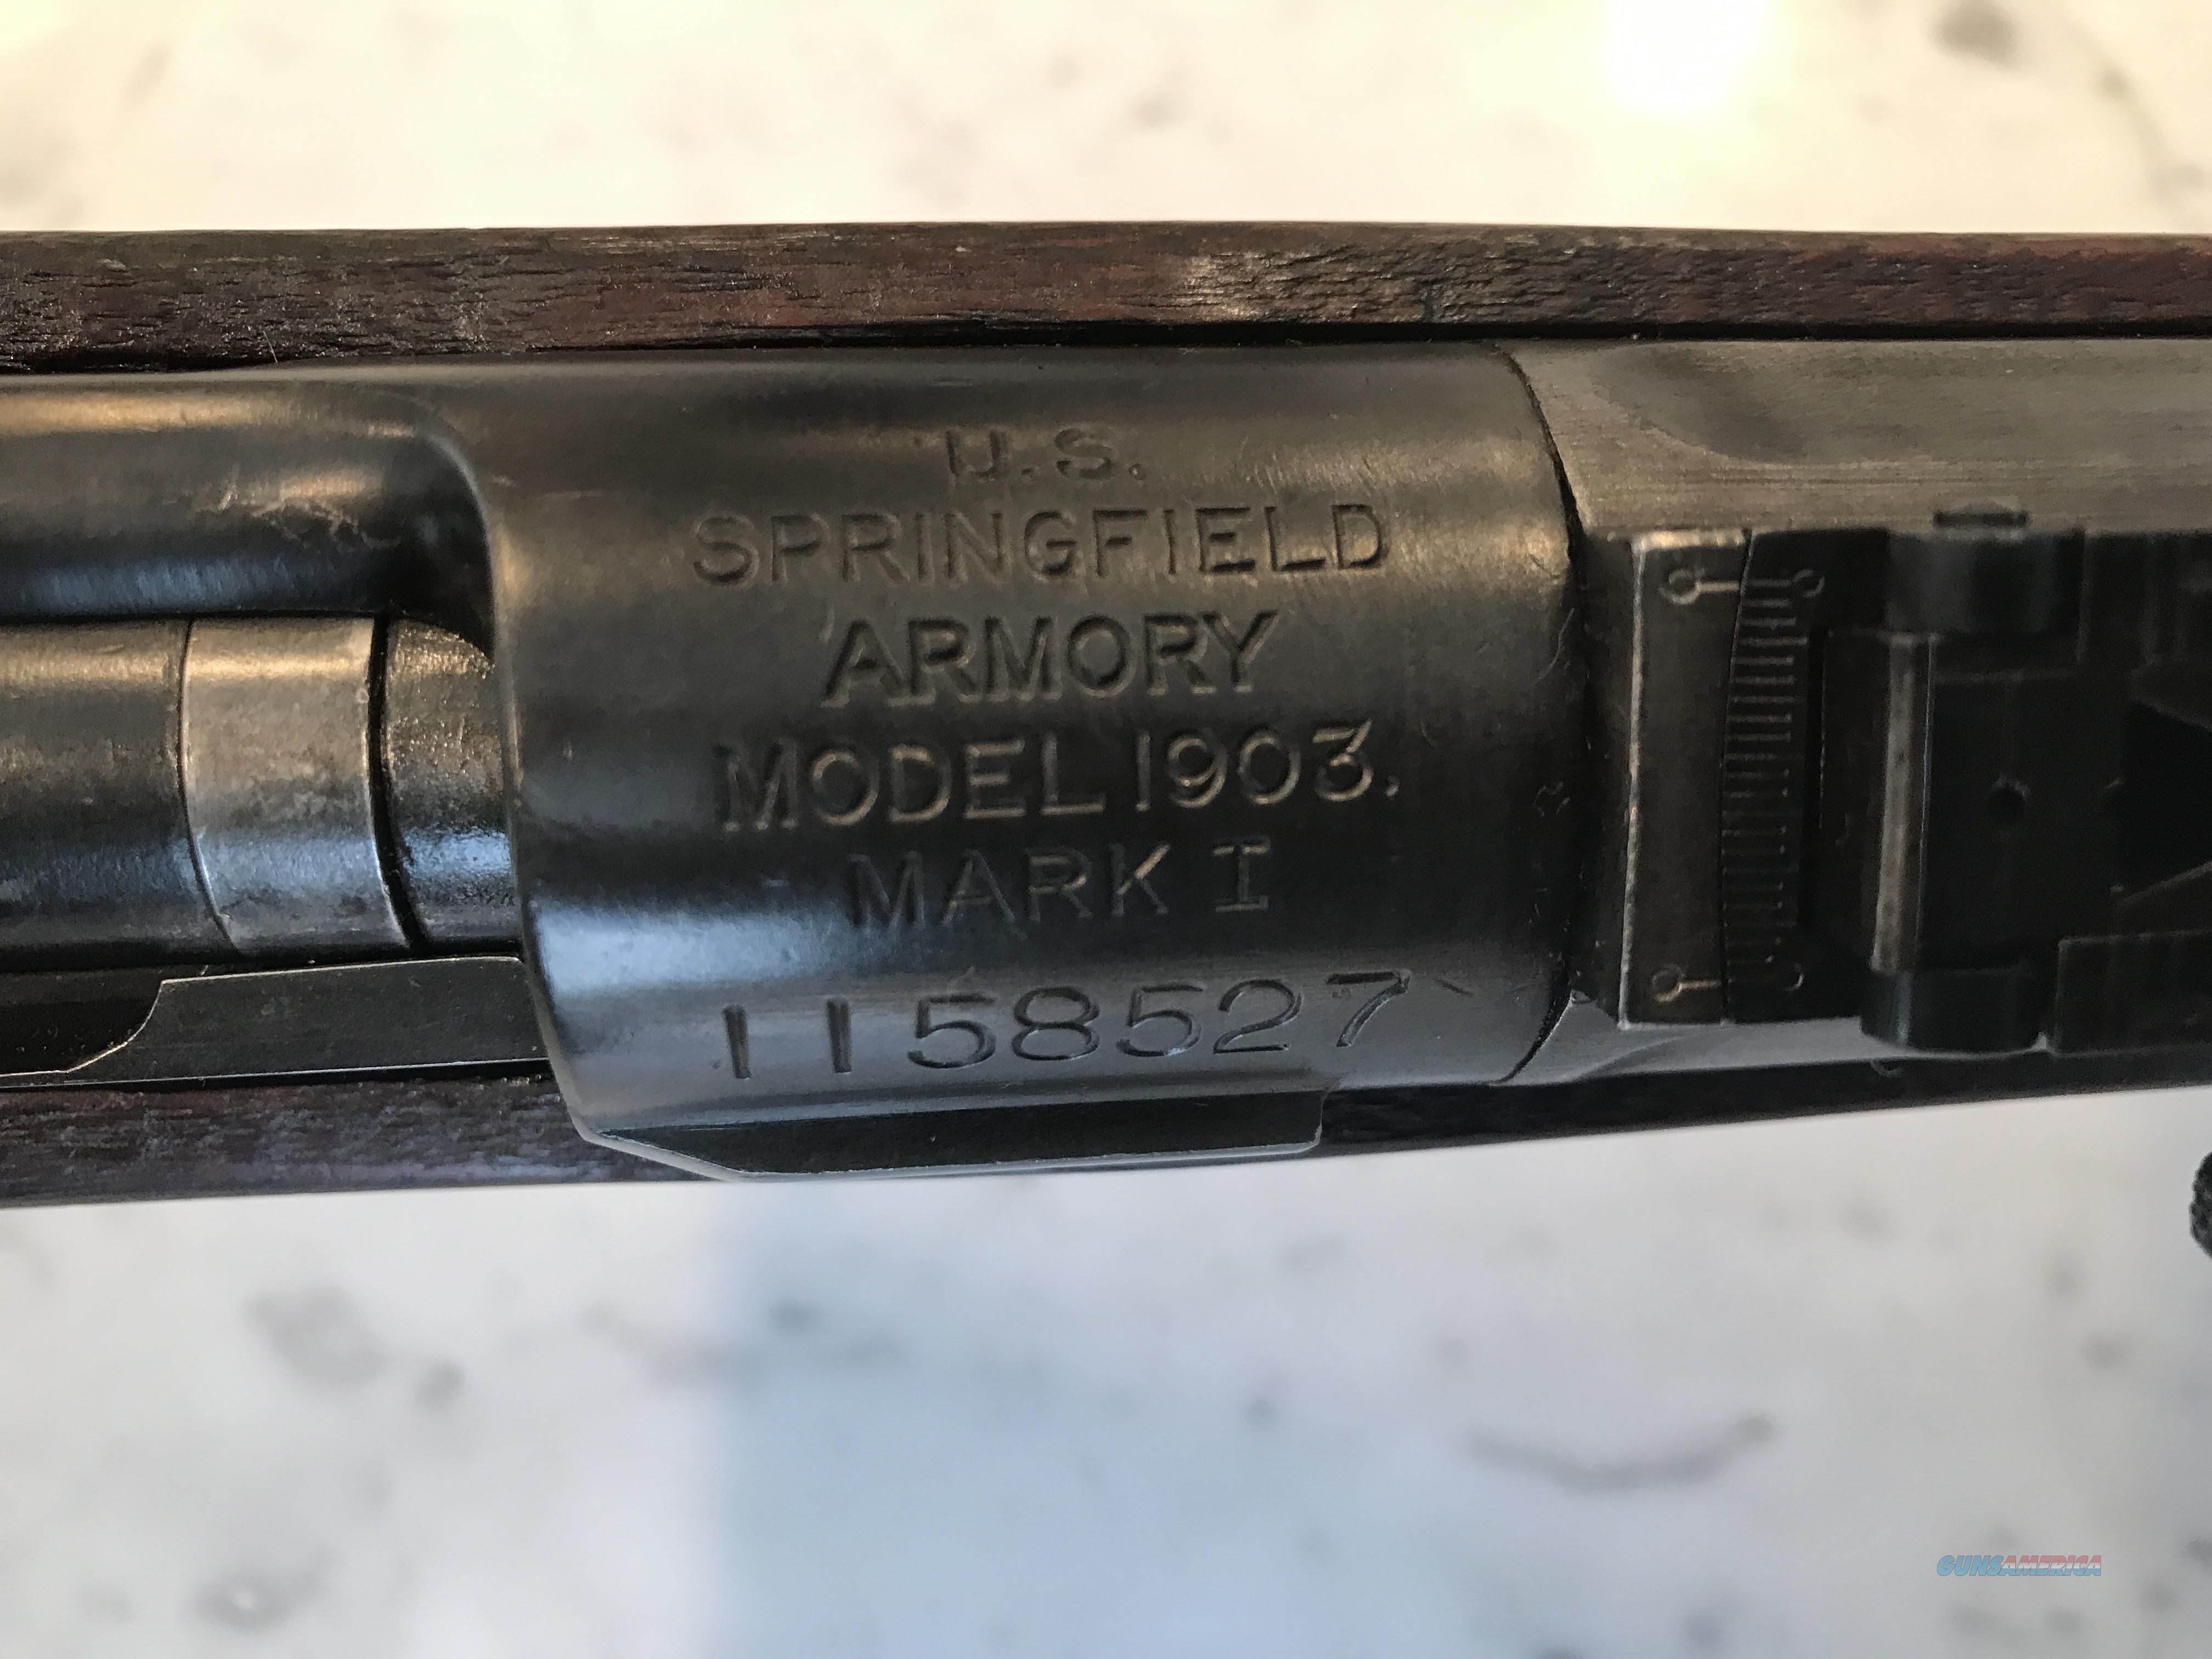 U.S.
SPRINGFIELD
ARMORY
MODEL 1903.
MARK I
1158527
GUNSAMERICA